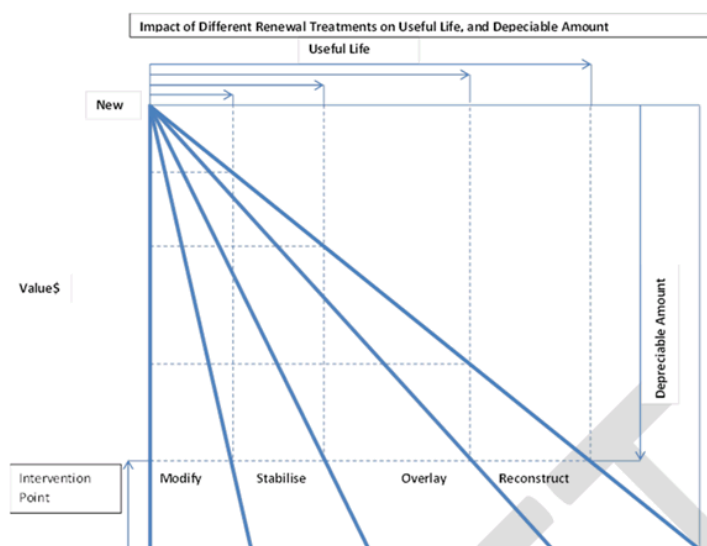 Impact of Different Renewal Treatments on Useful Life, and Depeciable Amount
Useful Life
New
Value$
Depreciable Amount
Intervention
Point
Modify
Stabilise
Overlay
Reconstruct